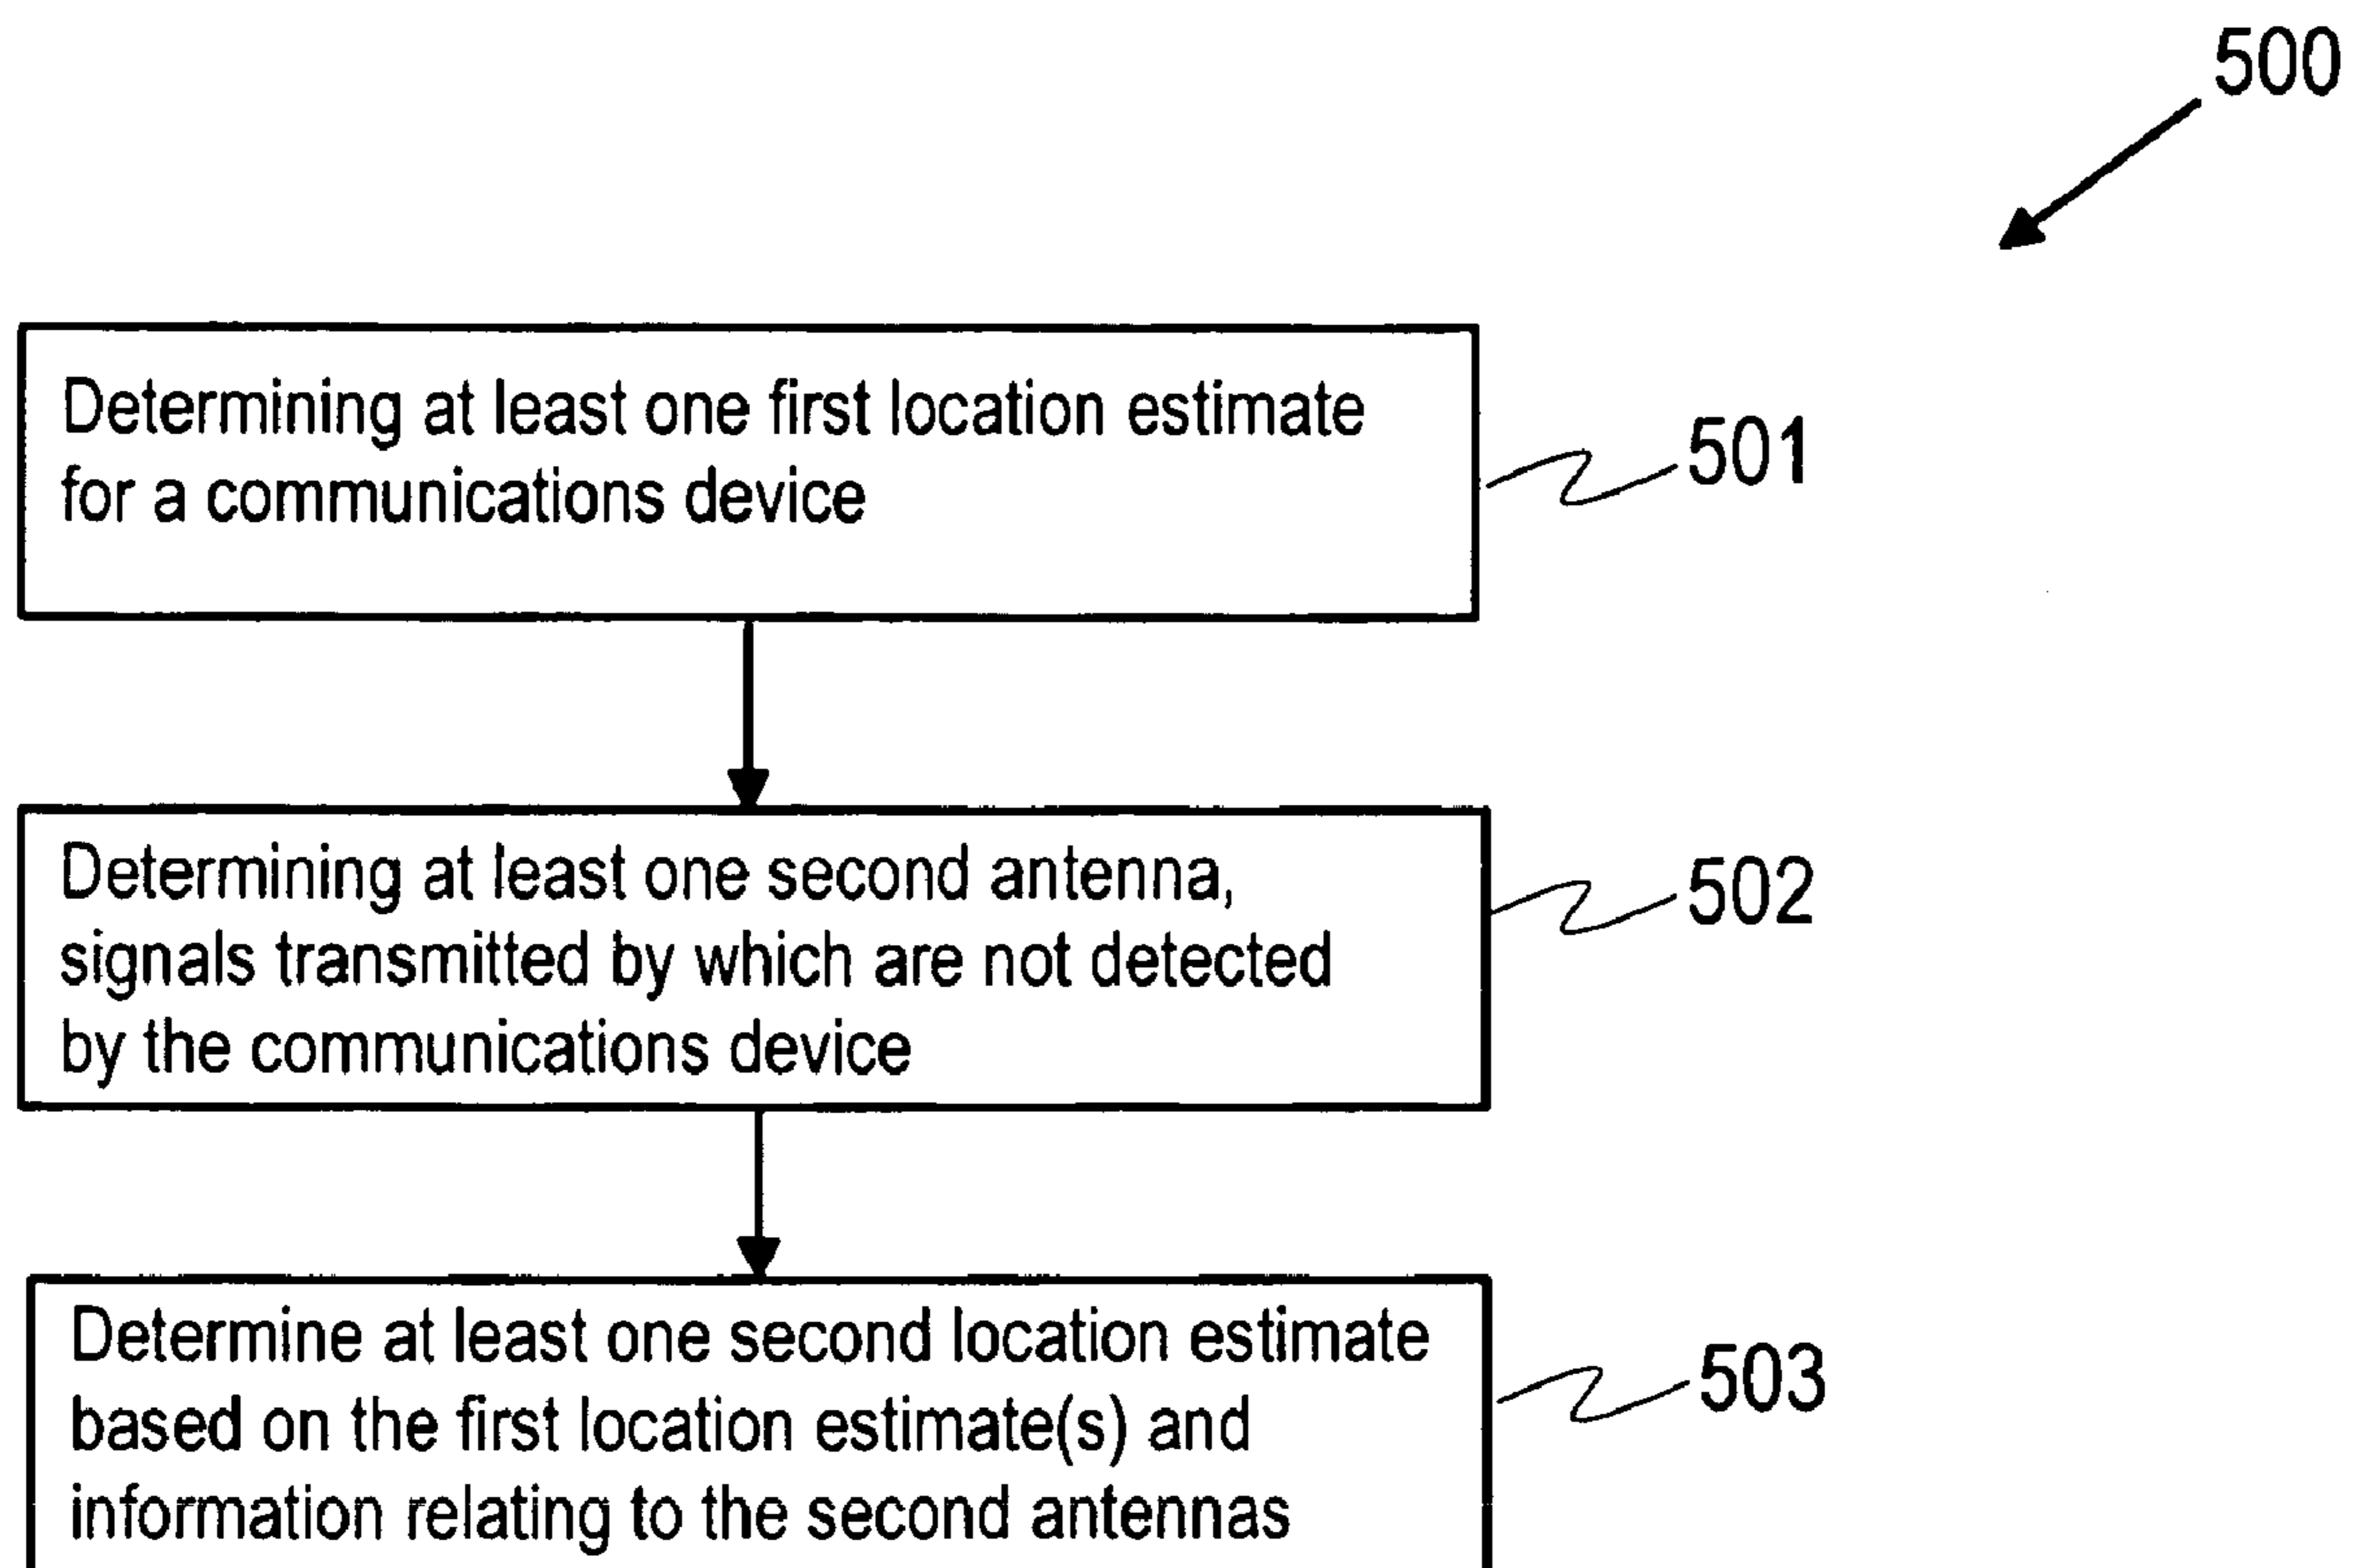 500
Determining at least one first location estimate
for a communications device
501
Determining at least one second antenna,
signals transmitted by which are not detected
by the communications device
502
Determine at least one second location estimate
based on the first location estimate(s) and
information relating to the second antennas
503